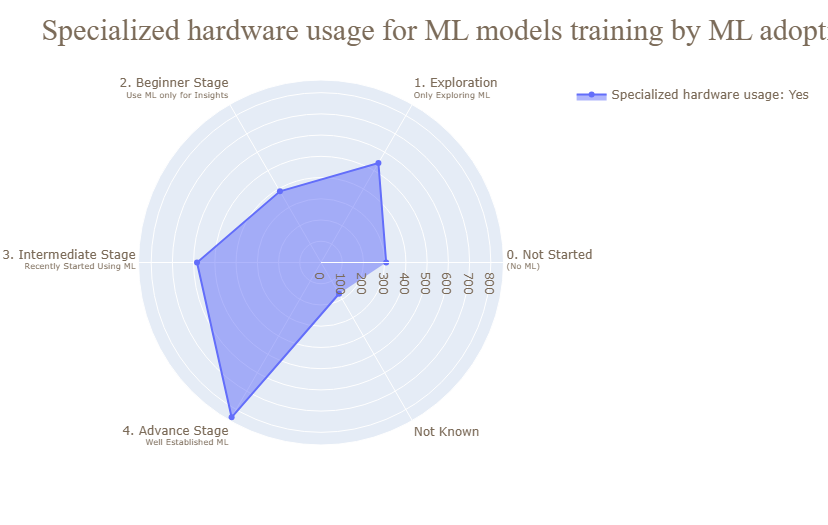 Specialized hardware usage for ML models training by ML adopti
2. Beginner Stage
Use ML only for Insights
1. Exploration
Only Exploring ML
Specialized hardware usage: Yes
3. Intermediate Stage
Recently Started Using ML
0. Not Started
(No ML)
0
100
200
300
400
500
600
700
800
4. Advance Stage
Well Established ML
Not Known